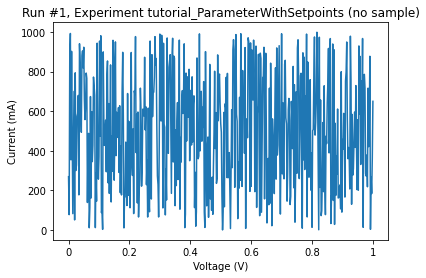 Run #1, Experiment tutorial_ParameterWithSetpoints (no sample)
1000
800
600
400
200
0
Current (mA)
0 0.2 0.4 0.6 0.8 1
Voltage (V)